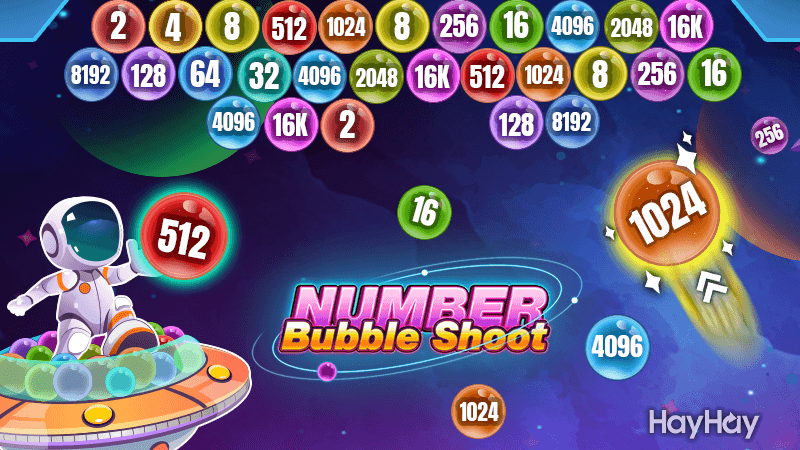 2 4 8 512 1024 8 256 16 4096 2048 16K
8192 128 64 32 4096 2048 16K 512 1024 8 256 16
4096 16K 2 128 8192
256
1024
16
512
NUMBER
Bubble Shoot
4096
1024
HayHay